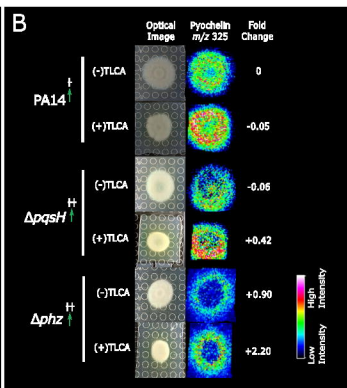 B
Optical Image
Pyochelin m/z 325
Fold Change
(-)TLCA
0
PA14
(+)TLCA
-0.05
(-)TLCA
-0.06
ΔpqsH
(+)TLCA
+0.42
(-)TLCA
+0.90
Δphz
(+)TLCA
+2.20
High Intensity
Low Intensity